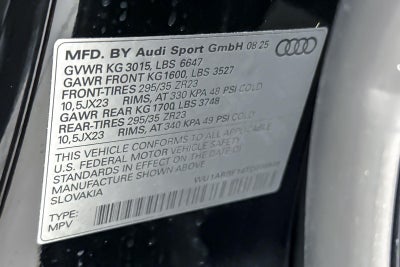 MFD. BY Audi Sport GmbH 08 25
GVWR KG 3015, LBS 6647
GAWR FRONT KG1600, LBS 3527
FRONT-TIRES 295/35 ZR23
10,5JX23 RIMS, AT 330 KPA 48 PSI COLD
GAWR REAR KG 1700, LBS 3748
REAR-TIRES 295/35 ZR23
10,5JX23 RIMS, AT 340 KPA 49 PSI COLD
THIS VEHICLE CONFORMS TO ALL APPLICABLE
U.S. FEDERAL MOTOR VEHICLE SAFETY
STANDARDS IN EFFECT ON THE DATE OF
MANUFACTURE SHOWN ABOVE.
SLOVAKIA
TYPE:
MPV